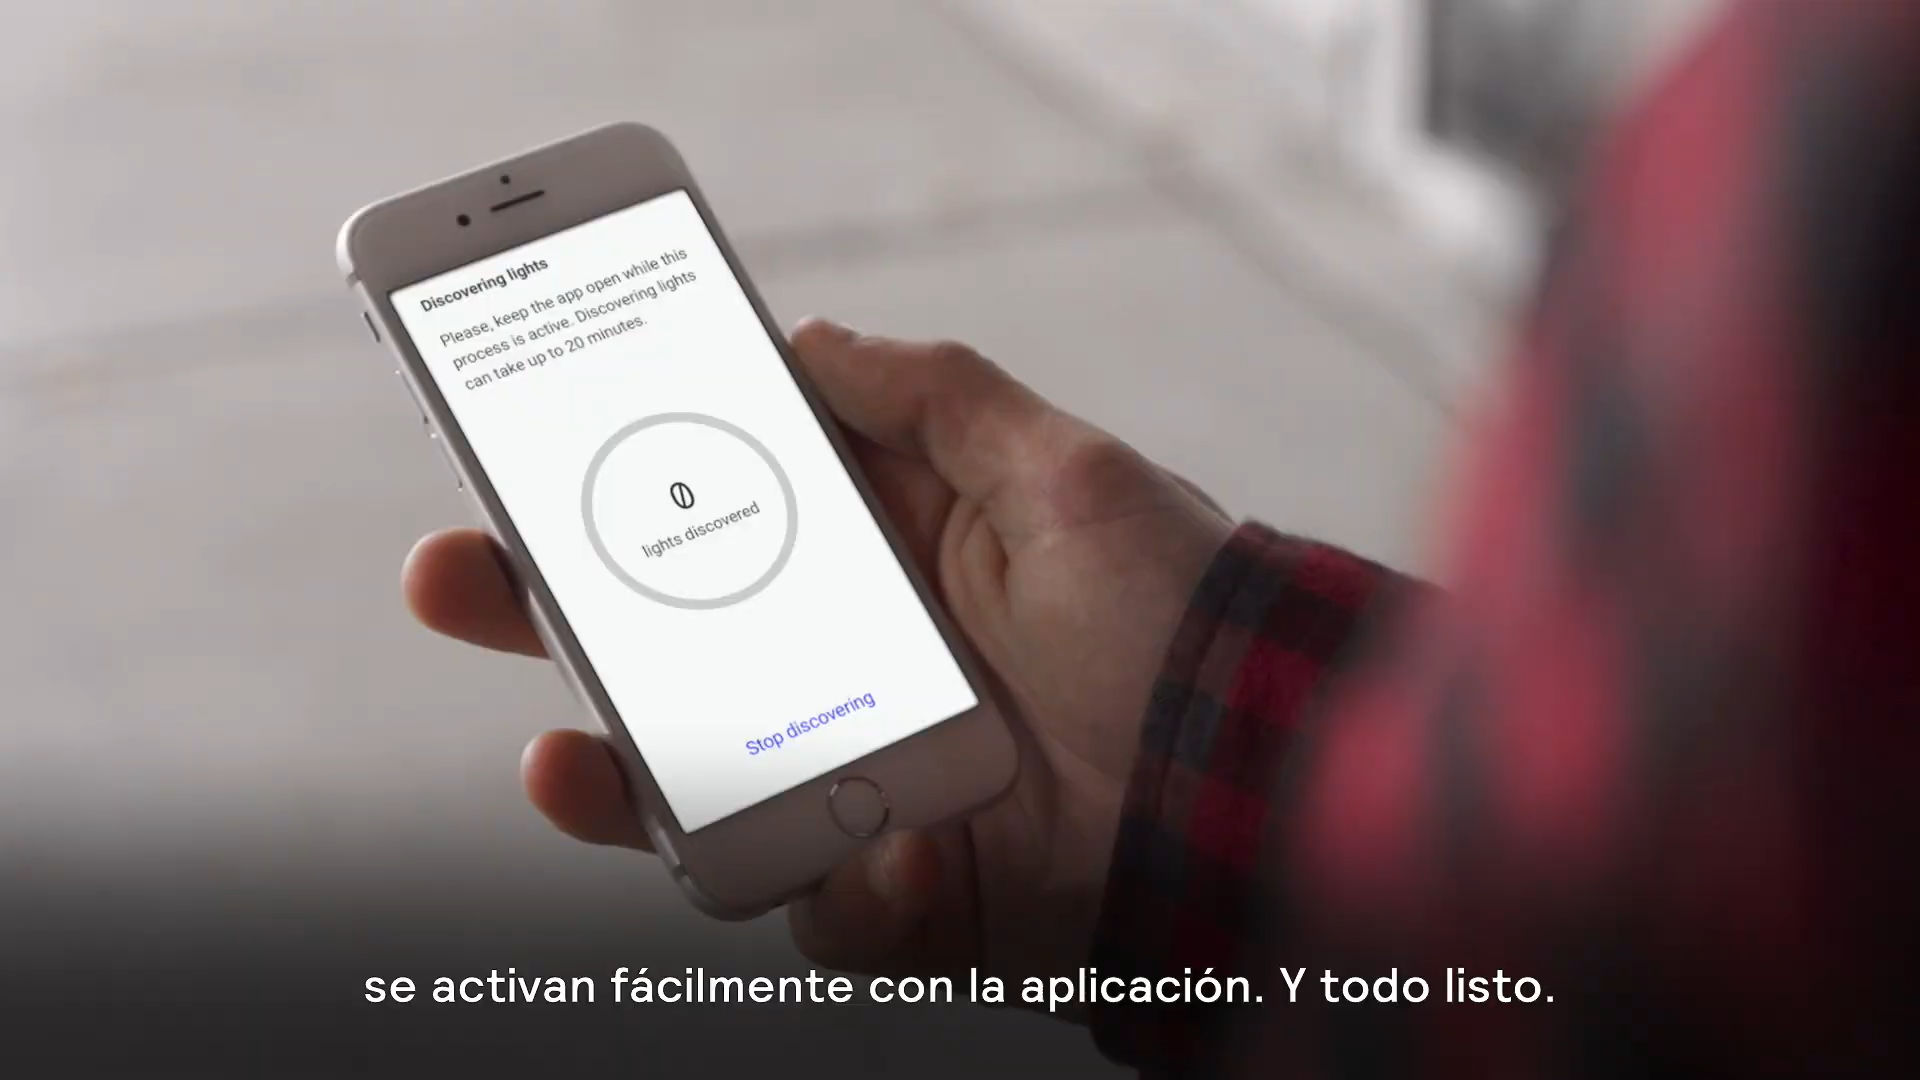 Discovering lights
Please, keep the app open while this
process is active. Discovering lights
can take up to 20 minutes.
0
lights discovered
Stop discovering
se activan fácilmente con la aplicación. Y todo listo.